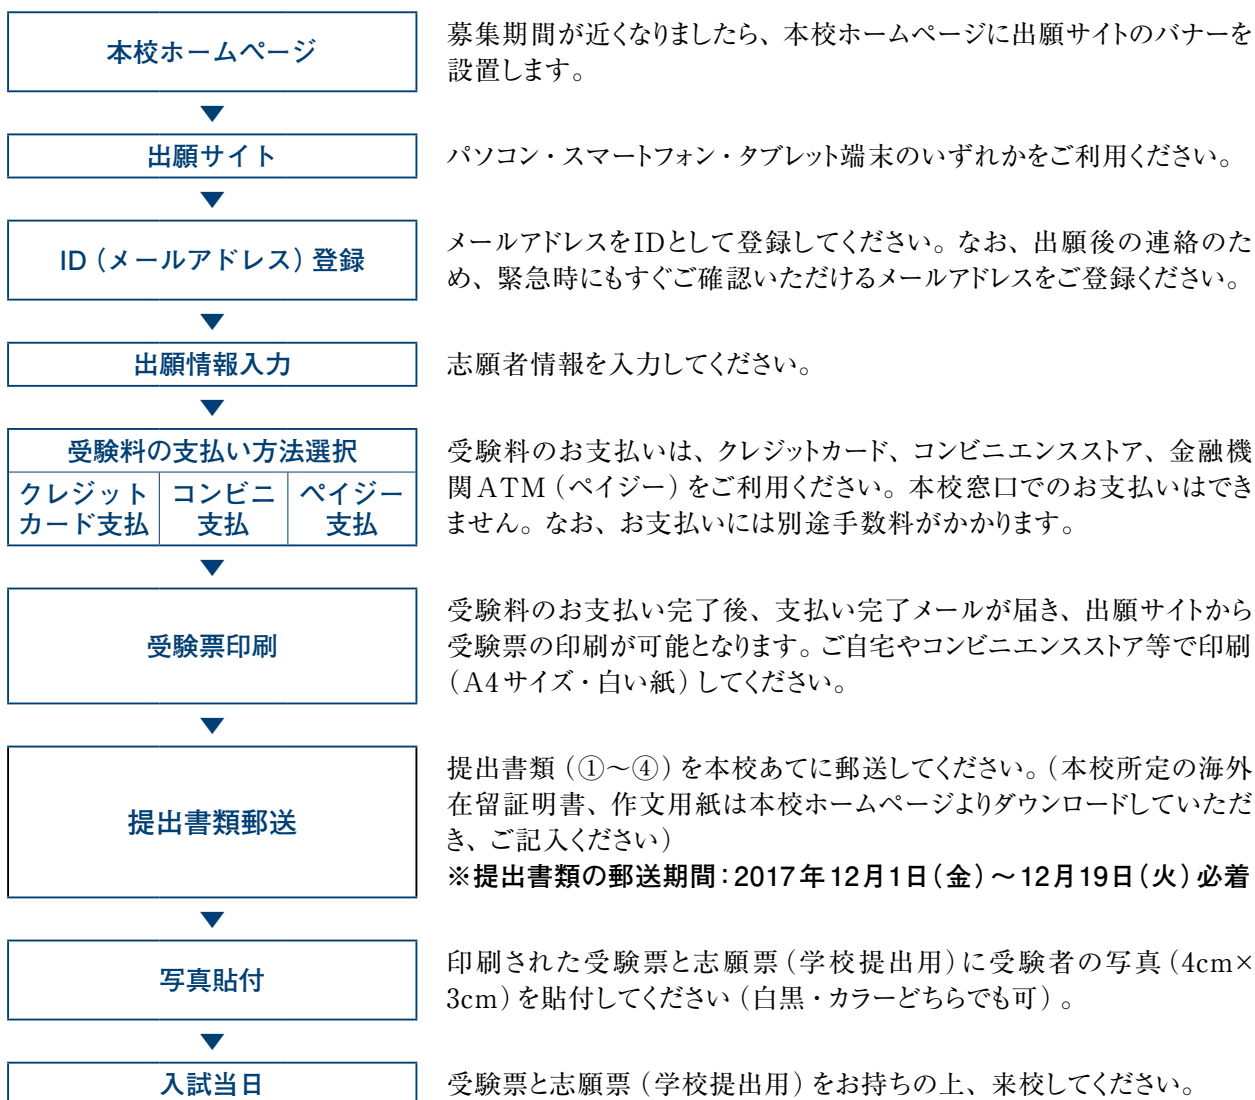 本校ホームページ
募集期間が近くなりましたら、本校ホームページに出願サイトのバナーを
設置します。
▼
出願サイト
パソコン・スマートフォン・タブレット端末のいずれかをご利用ください。
▼
ID（メールアドレス）登録
メールアドレスをIDとして登録してください。なお、出願後の連絡のた
め、緊急時にもすぐご確認いただけるメールアドレスをご登録ください。
▼
出願情報入力
志願者情報を入力してください。
▼
受験料の支払い方法選択
クレジット
カード支払
コンビニ
支払
ペイジー
支払
受験料のお支払いは、クレジットカード、コンビニエンスストア、金融機
関ATM（ペイジー）をご利用ください。本校窓口でのお支払いはでき
ません。なお、お支払いには別途手数料がかかります。
▼
受験票印刷
受験料のお支払い完了後、支払い完了メールが届き、出願サイトから
受験票の印刷が可能となります。ご自宅やコンビニエンスストア等で印刷
（A4サイズ・白い紙）してください。
▼
提出書類郵送
提出書類（①～④）を本校あてに郵送してください。（本校所定の海外
在留証明書、作文用紙は本校ホームページよりダウンロードしていただ
き、ご記入ください）
※提出書類の郵送期間：2017年12月1日（金）～12月19日（火）必着
▼
写真貼付
印刷された受験票と志願票（学校提出用）に受験者の写真（4cm×
3cm）を貼付してください（白黒・カラーどちらでも可）。
▼
入試当日
受験票と志願票（学校提出用）をお持ちの上、来校してください。